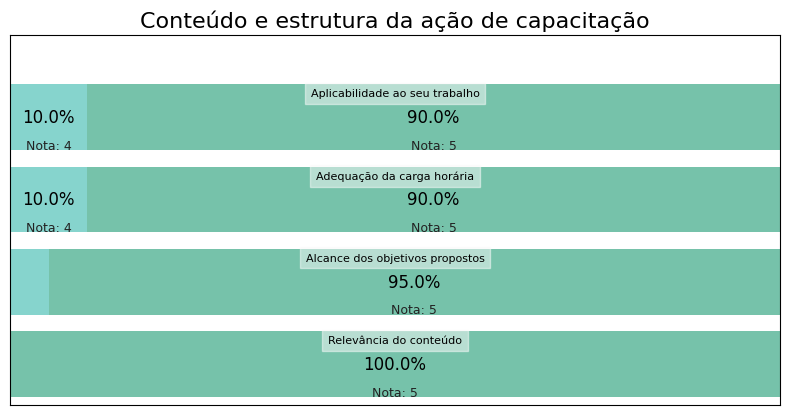 Conteúdo e estrutura da ação de capacitação
Aplicabilidade ao seu trabalho
10.0% 90.0%
Nota: 4 Nota: 5
Adequação da carga horária
10.0% 90.0%
Nota: 4 Nota: 5
Alcance dos objetivos propostos
95.0%
Nota: 5
Relevância do conteúdo
100.0%
Nota: 5